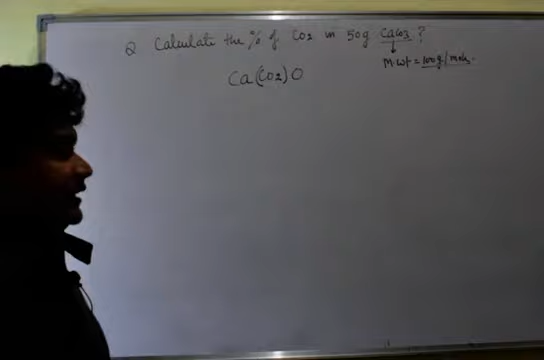 Q Calculate the % of CO2 in 50g CaCO3 ?
M.wt = 100g/mole.
Ca(CO2)O